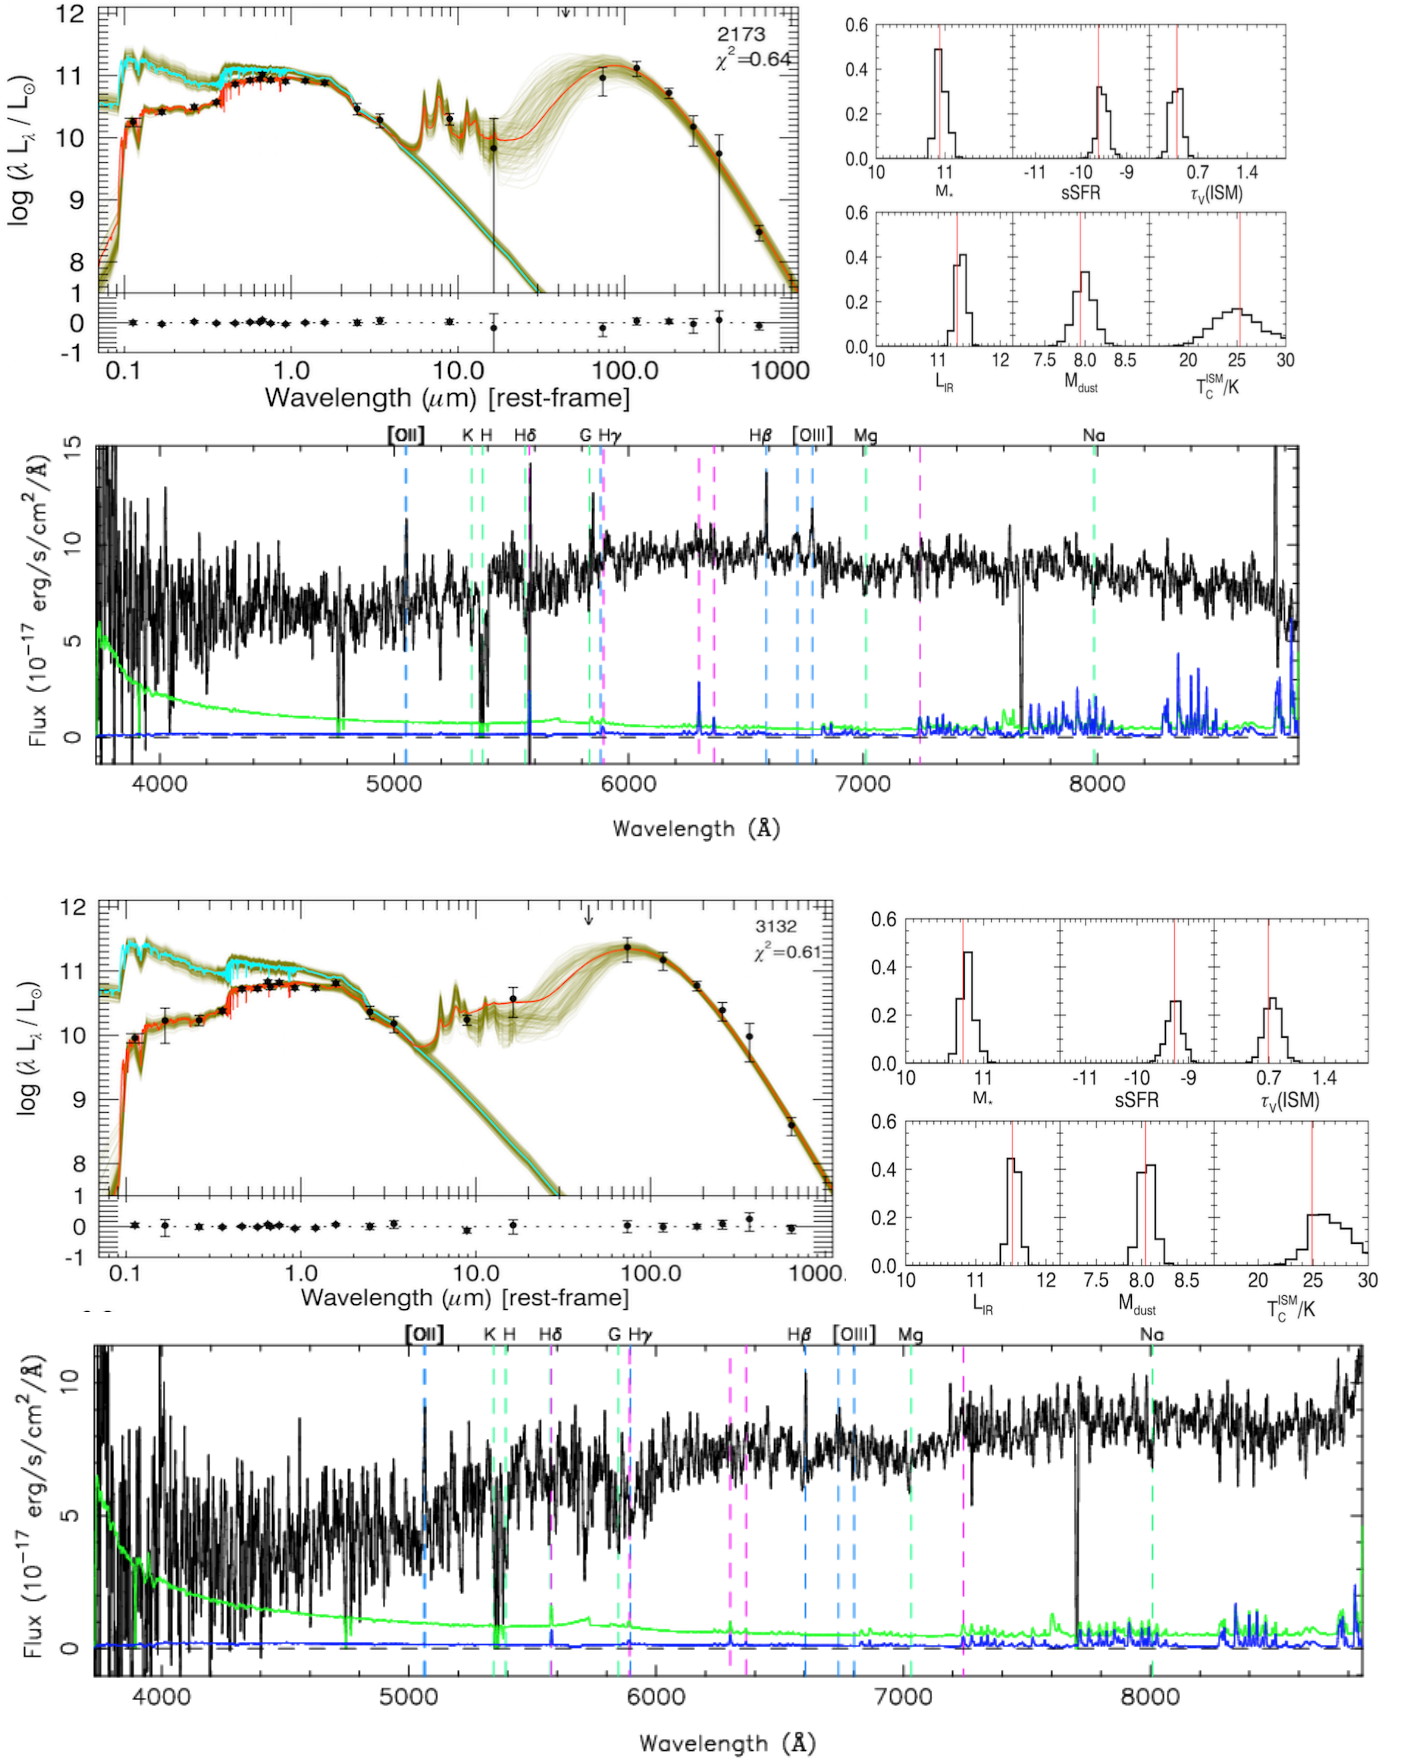 12
11
10
9
8
1
log (λ L_λ / L_⊙)
2173
χ²=0.64
0
-1
0.1 1.0 10.0 100.0 1000
Wavelength (μm) [rest-frame]
0.6
0.4
0.2
0.0
10 11 -11 -10 -9 0.7 1.4
M_* sSFR τ_V(ISM)
0.6
0.4
0.2
0.0
10 11 12 7.5 8.0 8.5 20 25 30
L_IR M_dust T_C^ISM/K
[OII] K H Hδ G Hγ Hβ [OIII] Mg Na
15
10
5
0
Flux (10⁻¹⁷ erg/s/cm²/Å)
4000 5000 6000 7000 8000
Wavelength (Å)
12
11
10
9
8
1
log (λ L_λ / L_⊙)
3132
χ²=0.61
0
-1
0.1 1.0 10.0 100.0 1000.
Wavelength (μm) [rest-frame]
0.6
0.4
0.2
0.0
10 11 -11 -10 -9 0.7 1.4
M_* sSFR τ_V(ISM)
0.6
0.4
0.2
0.0
10 11 12 7.5 8.0 8.5 20 25 30
L_IR M_dust T_C^ISM/K
[OII] K H Hδ G Hγ Hβ [OIII] Mg Na
10
5
0
Flux (10⁻¹⁷ erg/s/cm²/Å)
4000 5000 6000 7000 8000
Wavelength (Å)